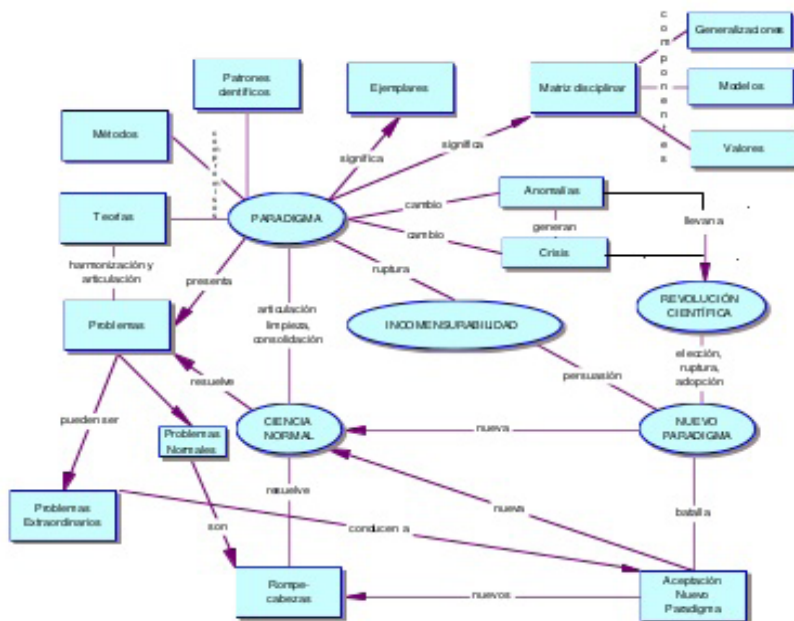 componentes
Generalizaciones
Patrones
científicos
Ejemplares
Matriz disciplinar
Modelos
Métodos
compromisos
significa
significa
Valores
Teorías
PARADIGMA
cambio
Anomalías
generan
llevan a
cambio
Crisis
harmonización y
articulación
presenta
ruptura
Problemas
articulación
limpieza,
consolidación
INCOMENSURABILIDAD
REVOLUCIÓN
CIENTÍFICA
resuelve
persuasión
elección,
ruptura,
adopción
pueden ser
Problemas
Normales
CIENCIA
NORMAL
nueva
NUEVO
PARADIGMA
resuelve
Problemas
Extraordinarios
son
conducen a
nueva
batalla
Rompe-
cabezas
nuevos
Aceptación
Nuevo
Paradigma